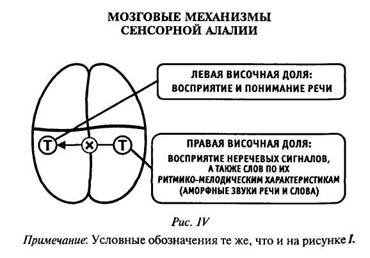 МОЗГОВЫЕ МЕХАНИЗМЫ
СЕНСОРНОЙ АЛАЛИИ
ЛЕВАЯ ВИСОЧНАЯ ДОЛЯ:
ВОСПРИЯТИЕ И ПОНИМАНИЕ РЕЧИ
Т
Х
Т
ПРАВАЯ ВИСОЧНАЯ ДОЛЯ:
ВОСПРИЯТИЕ НЕРЕЧЕВЫХ СИГНАЛОВ,
А ТАКЖЕ СЛОВ ПО ИХ
РИТМИКО-МЕЛОДИЧЕСКИМ ХАРАКТЕРИСТИКАМ
(АМОРФНЫЕ ЗВУКИ РЕЧИ И СЛОВА)
Рис. IV
Примечание: Условные обозначения те же, что и на рисунке I.